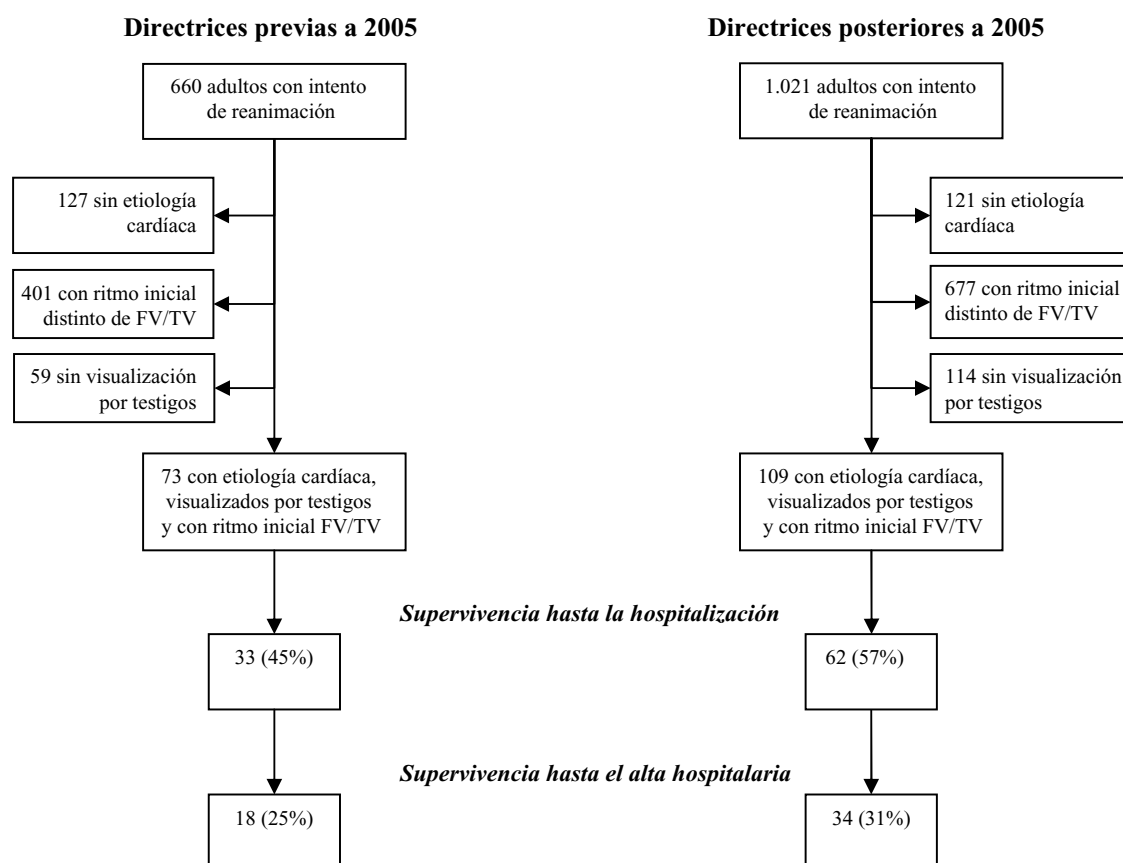 Directrices previas a 2005
660 adultos con intento
de reanimación
127 sin etiología
cardíaca
401 con ritmo inicial
distinto de FV/TV
59 sin visualización
por testigos
73 con etiología cardíaca,
visualizados por testigos
y con ritmo inicial FV/TV
Directrices posteriores a 2005
1.021 adultos con intento
de reanimación
121 sin etiología
cardíaca
677 con ritmo inicial
distinto de FV/TV
114 sin visualización
por testigos
109 con etiología cardíaca,
visualizados por testigos
y con ritmo inicial FV/TV
Supervivencia hasta la hospitalización
33 (45%)
62 (57%)
Supervivencia hasta el alta hospitalaria
18 (25%)
34 (31%)